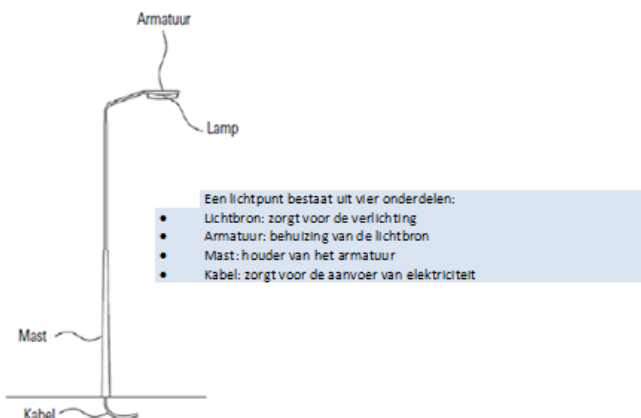 Armatuur
Lamp
Een lichtpunt bestaat uit vier onderdelen:
• Lichtbron: zorgt voor de verlichting
• Armatuur: behuizing van de lichtbron
• Mast: houder van het armatuur
• Kabel: zorgt voor de aanvoer van elektriciteit
Mast
Kabel